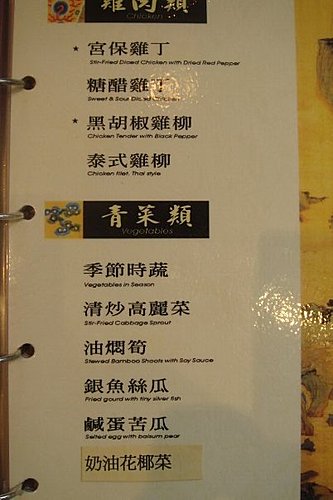 雞肉類
Chicken
* 宮保雞丁
Stir-Fried Diced Chicken with Dried Red Pepper
糖醋雞丁
Sweet & Sour Diced Chicken
* 黑胡椒雞柳
Chicken Tender with Black Pepper
泰式雞柳
Chicken filet, Thai style
青菜類
Vegetables
季節時蔬
Vegetables in Season
清炒高麗菜
Stir-Fried Cabbage Sprout
油燜筍
Stewed Bamboo Shoots with Soy Sauce
銀魚絲瓜
Fried gourd with tiny silver fish
鹹蛋苦瓜
Salted egg with balsum pear
奶油花椰菜